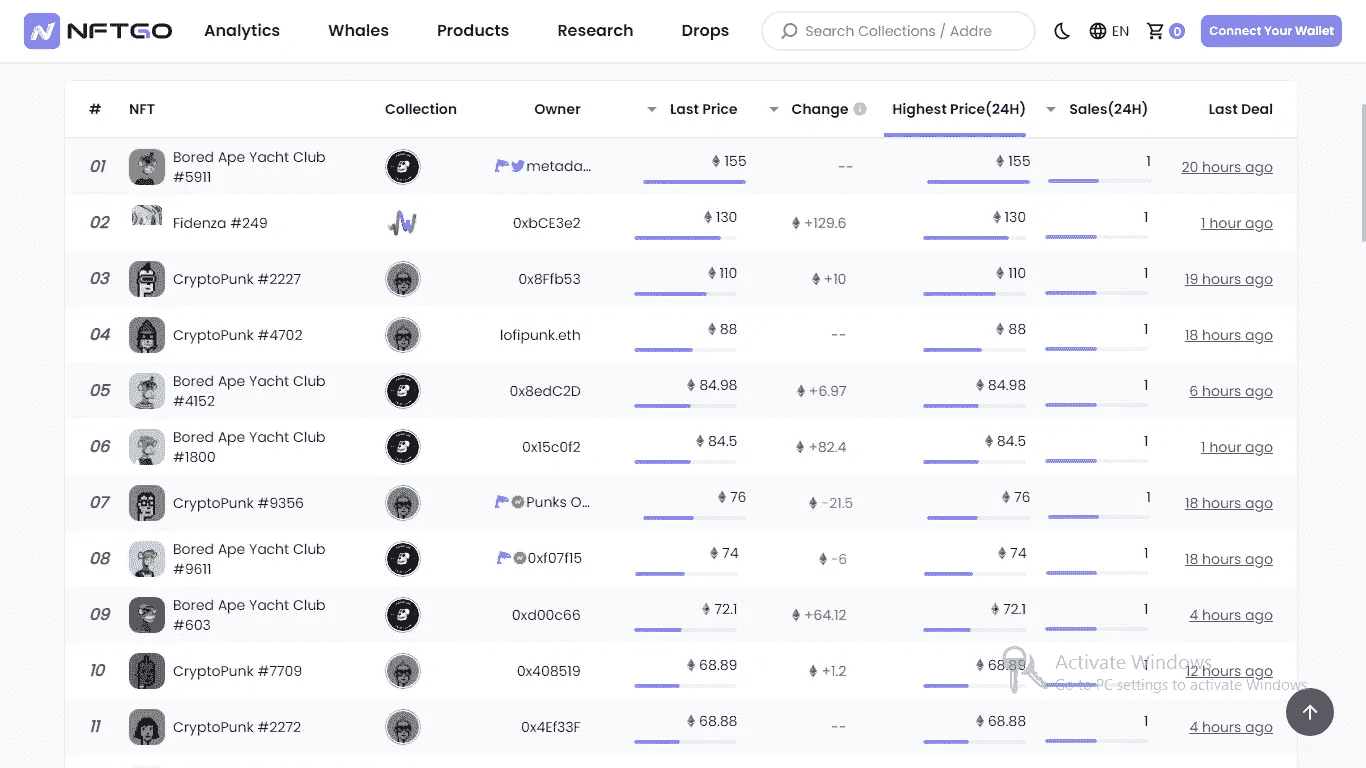 NFTGO Analytics Whales Products Research Drops Search Collections / Addre EN 0 Connect Your Wallet
# NFT Collection Owner Last Price Change Highest Price(24H) Sales(24H) Last Deal
01 Bored Ape Yacht Club #5911 metada... 155 -- 155 1 20 hours ago
02 Fidenza #249 0xbCE3e2 130 +129.6 130 1 1 hour ago
03 CryptoPunk #2227 0x8Ffb53 110 +10 110 1 19 hours ago
04 CryptoPunk #4702 lofipunk.eth 88 -- 88 1 18 hours ago
05 Bored Ape Yacht Club #4152 0x8edC2D 84.98 +6.97 84.98 1 6 hours ago
06 Bored Ape Yacht Club #1800 0x15c0f2 84.5 +82.4 84.5 1 1 hour ago
07 CryptoPunk #9356 Punks O... 76 -21.5 76 1 18 hours ago
08 Bored Ape Yacht Club #9611 0xf07f15 74 -6 74 1 18 hours ago
09 Bored Ape Yacht Club #603 0xd00c66 72.1 +64.12 72.1 1 4 hours ago
10 CryptoPunk #7709 0x408519 68.89 +1.2 68.89 1 12 hours ago
Activate Windows
Go to PC settings to activate Windows.
11 CryptoPunk #2272 0x4Ef33F 68.88 -- 68.88 1 4 hours ago